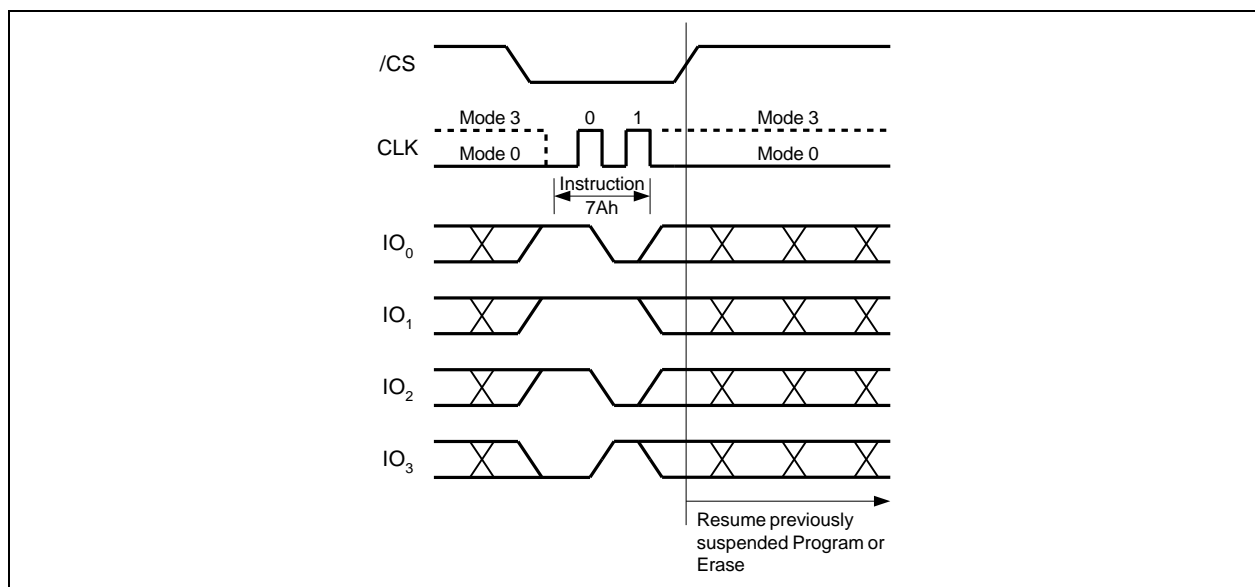 /CS
Mode 3 0 1 Mode 3
CLK
Mode 0 Mode 0
Instruction
7Ah
IO0
IO1
IO2
IO3
Resume previously
suspended Program or
Erase